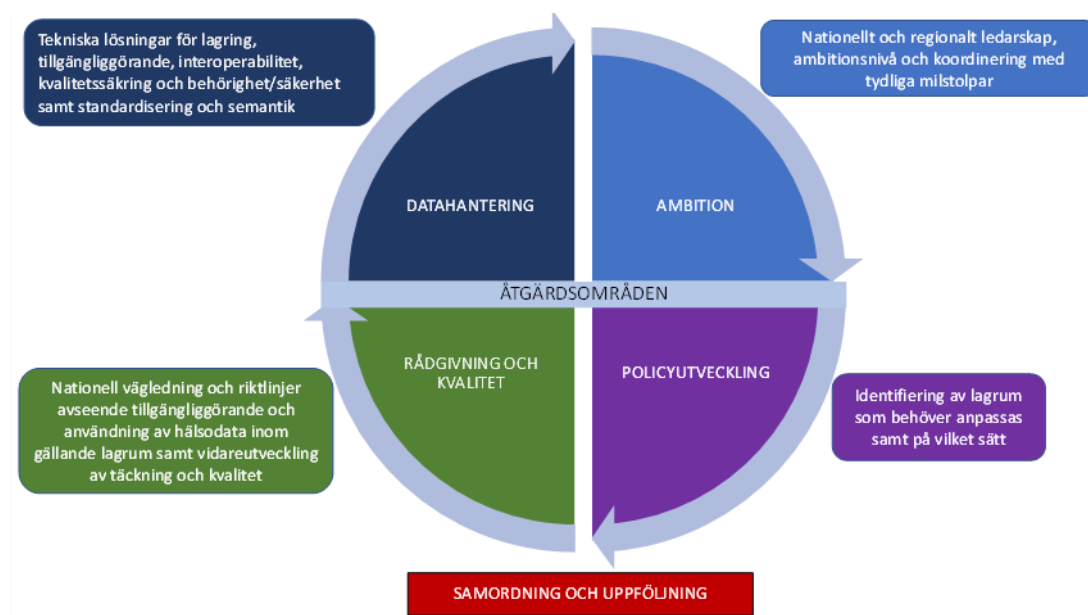 Tekniska lösningar för lagring,
tillgängliggörande, interoperabilitet,
kvalitetssäkring och behörighet/säkerhet
samt standardisering och semantik
Nationellt och regionalt ledarskap,
ambitionsnivå och koordinering med
tydliga milstolpar
DATAHANTERING
AMBITION
ÅTGÄRDSOMRÅDEN
RÅDGIVNING OCH
KVALITET
POLICYUTVECKLING
Nationell vägledning och riktlinjer
avseende tillgängliggörande och
användning av hälsodata inom
gällande lagrum samt vidareutveckling
av täckning och kvalitet
Identifiering av lagrum
som behöver anpassas
samt på vilket sätt
SAMORDNING OCH UPPFÖLJNING